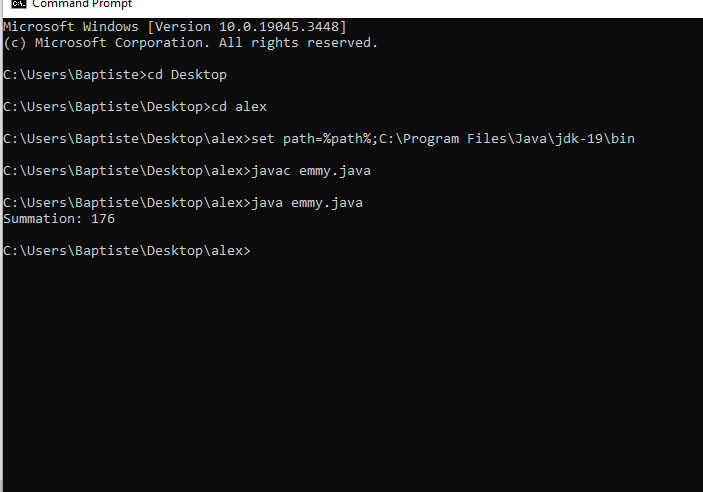 Command Prompt
Microsoft Windows [Version 10.0.19045.3448]
(c) Microsoft Corporation. All rights reserved.
C:\Users\Baptiste>cd Desktop
C:\Users\Baptiste\Desktop>cd alex
C:\Users\Baptiste\Desktop\alex>set path=%path%;C:\Program Files\Java\jdk-19\bin
C:\Users\Baptiste\Desktop\alex>javac emmy.java
C:\Users\Baptiste\Desktop\alex>java emmy.java
Summation: 176
C:\Users\Baptiste\Desktop\alex>